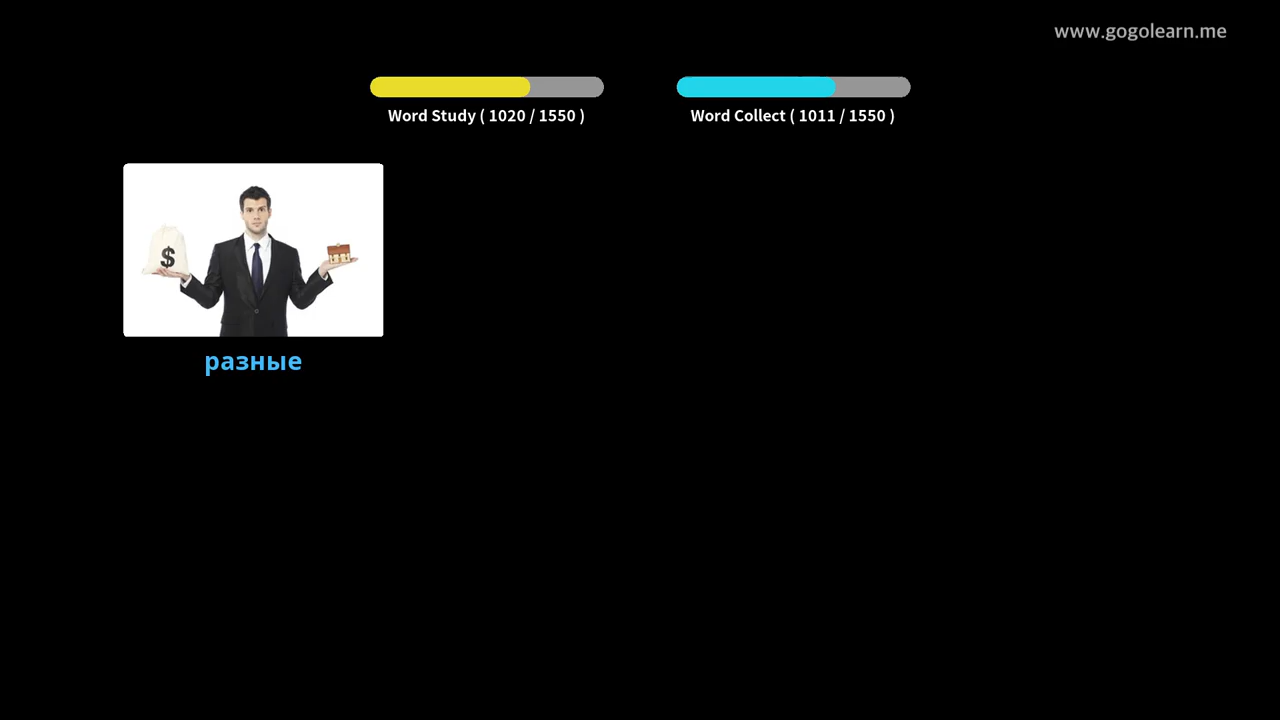 www.gogolearn.me
Word Study ( 1020 / 1550 )
Word Collect ( 1011 / 1550 )
$
разные